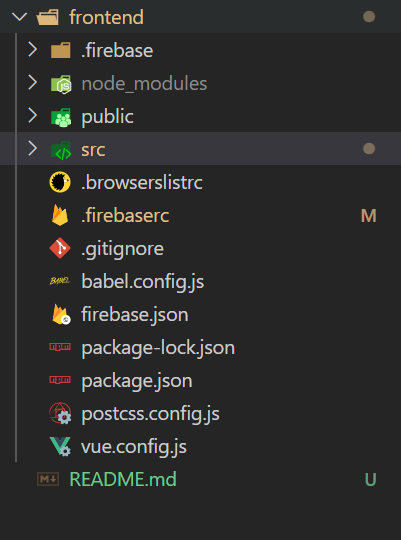 frontend
.firebase
node_modules
public
src
.browserslistrc
.firebaserc M
.gitignore
BABEL babel.config.js
firebase.json
package-lock.json
package.json
postcss.config.js
vue.config.js
README.md U